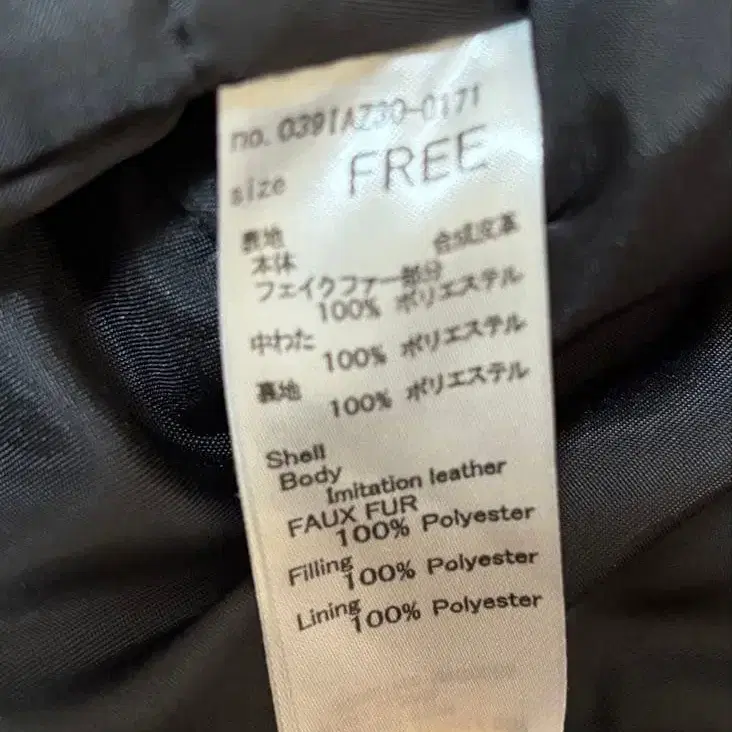 no. 0391AZ30-0171
size FREE
表地
本体 合成皮革
フェイクファー部分
100% ポリエステル
中わた
100% ポリエステル
裏地
100% ポリエステル
Shell
Body
Imitation leather
FAUX FUR
100% Polyester
Filling
100% Polyester
Lining
100% Polyester